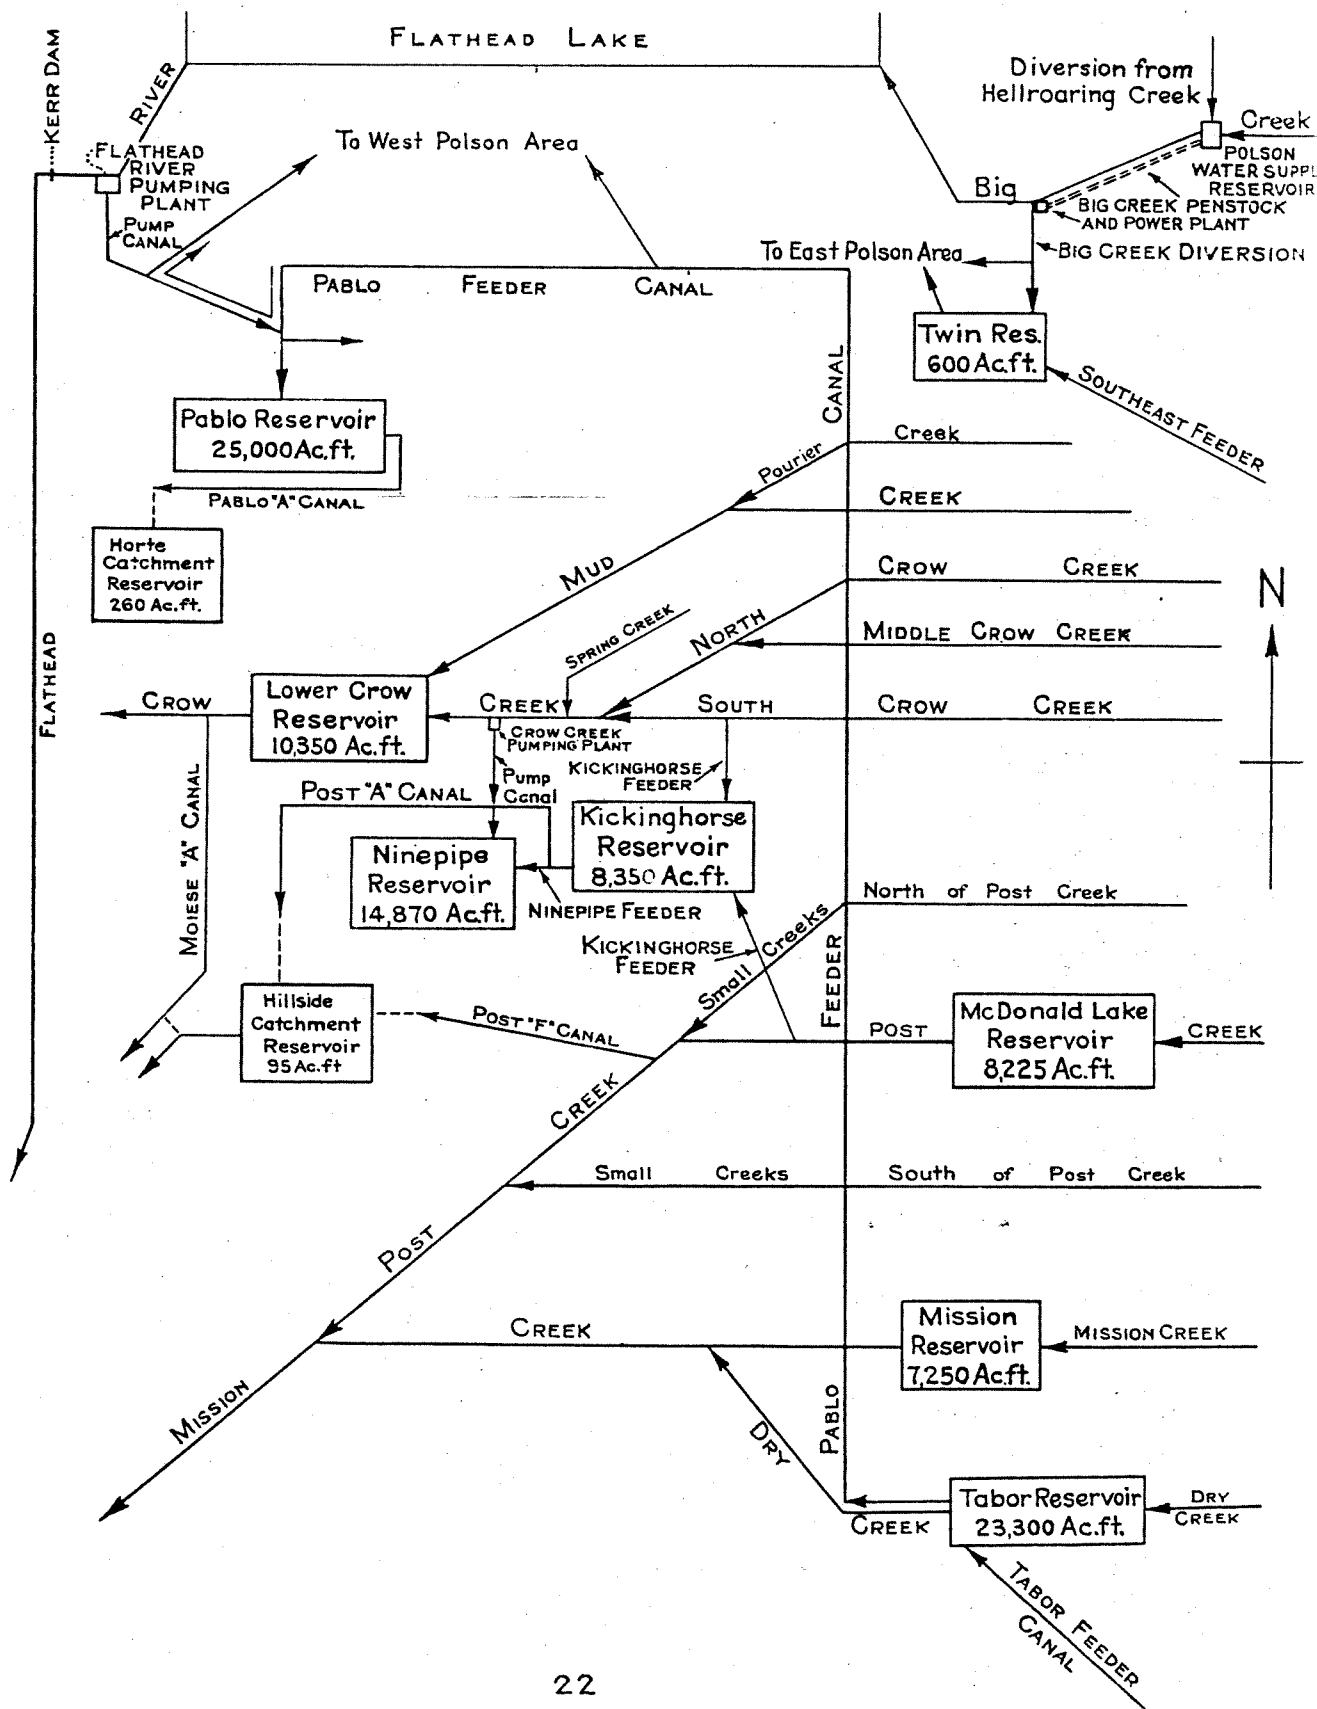 FLATHEAD LAKE
KERR DAM
RIVER
Diversion from
Hellroaring Creek
Creek
To West Polson Area
FLATHEAD
RIVER
PUMPING
PLANT
POLSON
WATER SUPPL
RESERVOIR
Big
BIG CREEK PENSTOCK
AND POWER PLANT
PUMP
CANAL
To East Polson Area
BIG CREEK DIVERSION
PABLO FEEDER CANAL
Twin Res.
600 Ac.ft.
SOUTHEAST FEEDER
CANAL
Pablo Reservoir
25,000 Ac.ft.
PABLO "A" CANAL
Pourier
Creek
CREEK
Horte
Catchment
Reservoir
260 Ac.ft.
MUD
CROW CREEK
N
SPRING CREEK
NORTH
MIDDLE CROW CREEK
FLATHEAD
CROW
Lower Crow
Reservoir
10,350 Ac.ft.
CREEK
SOUTH
CROW CREEK
CROW CREEK
PUMPING PLANT
KICKINGHORSE
FEEDER
Pump
Canal
POST "A" CANAL
MOIESE "A" CANAL
Kickinghorse
Reservoir
8,350 Ac.ft.
Ninepipe
Reservoir
14,870 Ac.ft.
NINEPIPE FEEDER
North of Post Creek
Small Creeks
KICKINGHORSE
FEEDER
FEEDER
Hillside
Catchment
Reservoir
95 Ac.ft
POST "F" CANAL
POST
McDonald Lake
Reservoir
8,225 Ac.ft.
CREEK
CREEK
Small Creeks South of Post Creek
POST
CREEK
Mission
Reservoir
7,250 Ac.ft.
MISSION CREEK
MISSION
DRY
PABLO
CREEK
Tabor Reservoir
23,300 Ac.ft.
DRY
CREEK
TABOR FEEDER
CANAL
22